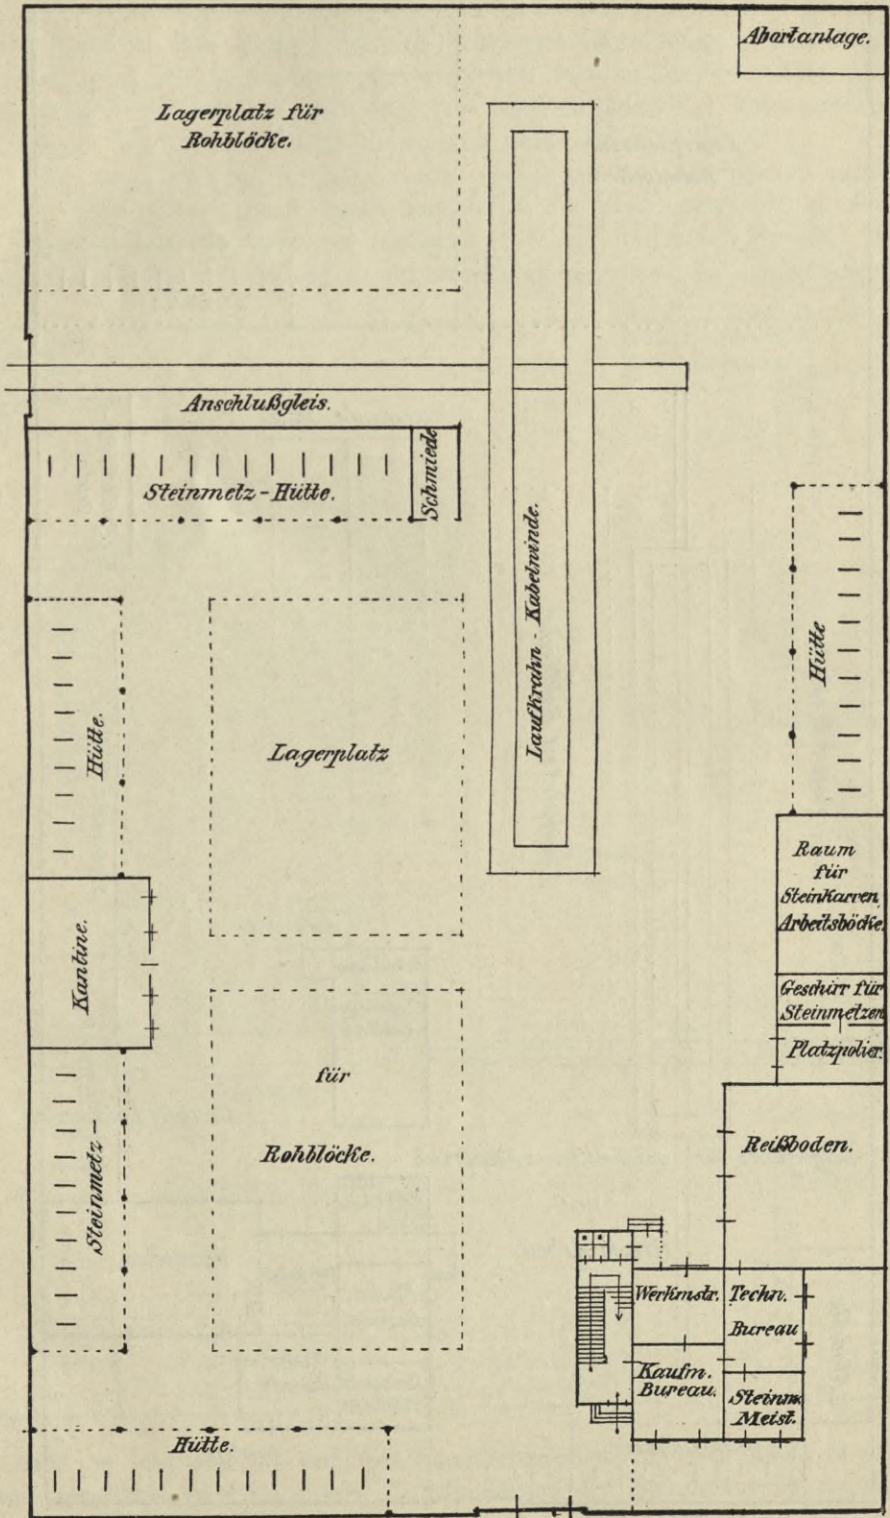 Abortanlage.
Lagerplatz für
Rohblöcke.
Anschlußgleis.
Steinmetz-Hütte.
Schmiede
Laufkrahn - Kabelwinde.
Hütte
Hütte.
Lagerplatz
Raum
für
Steinkarren
Arbeitsböcke.
Kantine.
Geschirr für
Steinmetzen
Platzpolier.
für
Rohblöcke.
Steinmetz-
Reißboden.
Werkmstr.
Techn.
Bureau
Kaufm.
Bureau.
Steinm.
Meist.
Hütte.